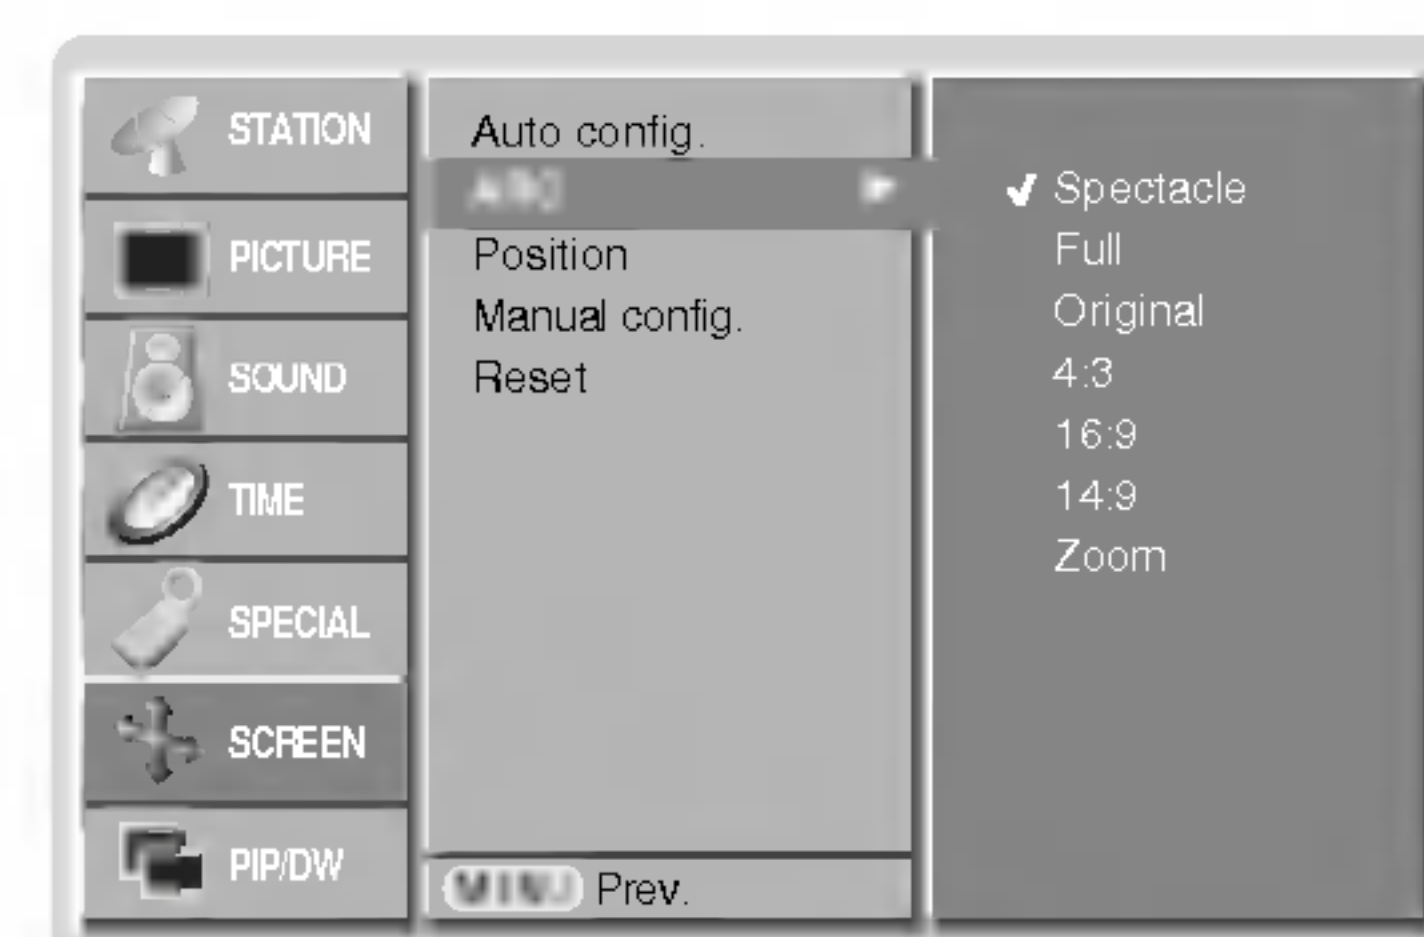 STATION
PICTURE
SOUND
TIME
SPECIAL
SCREEN
PIP/DW
Auto config.
Position
Manual config.
Reset
Prev.
Spectacle
Full
Original
4:3
16:9
14:9
Zoom